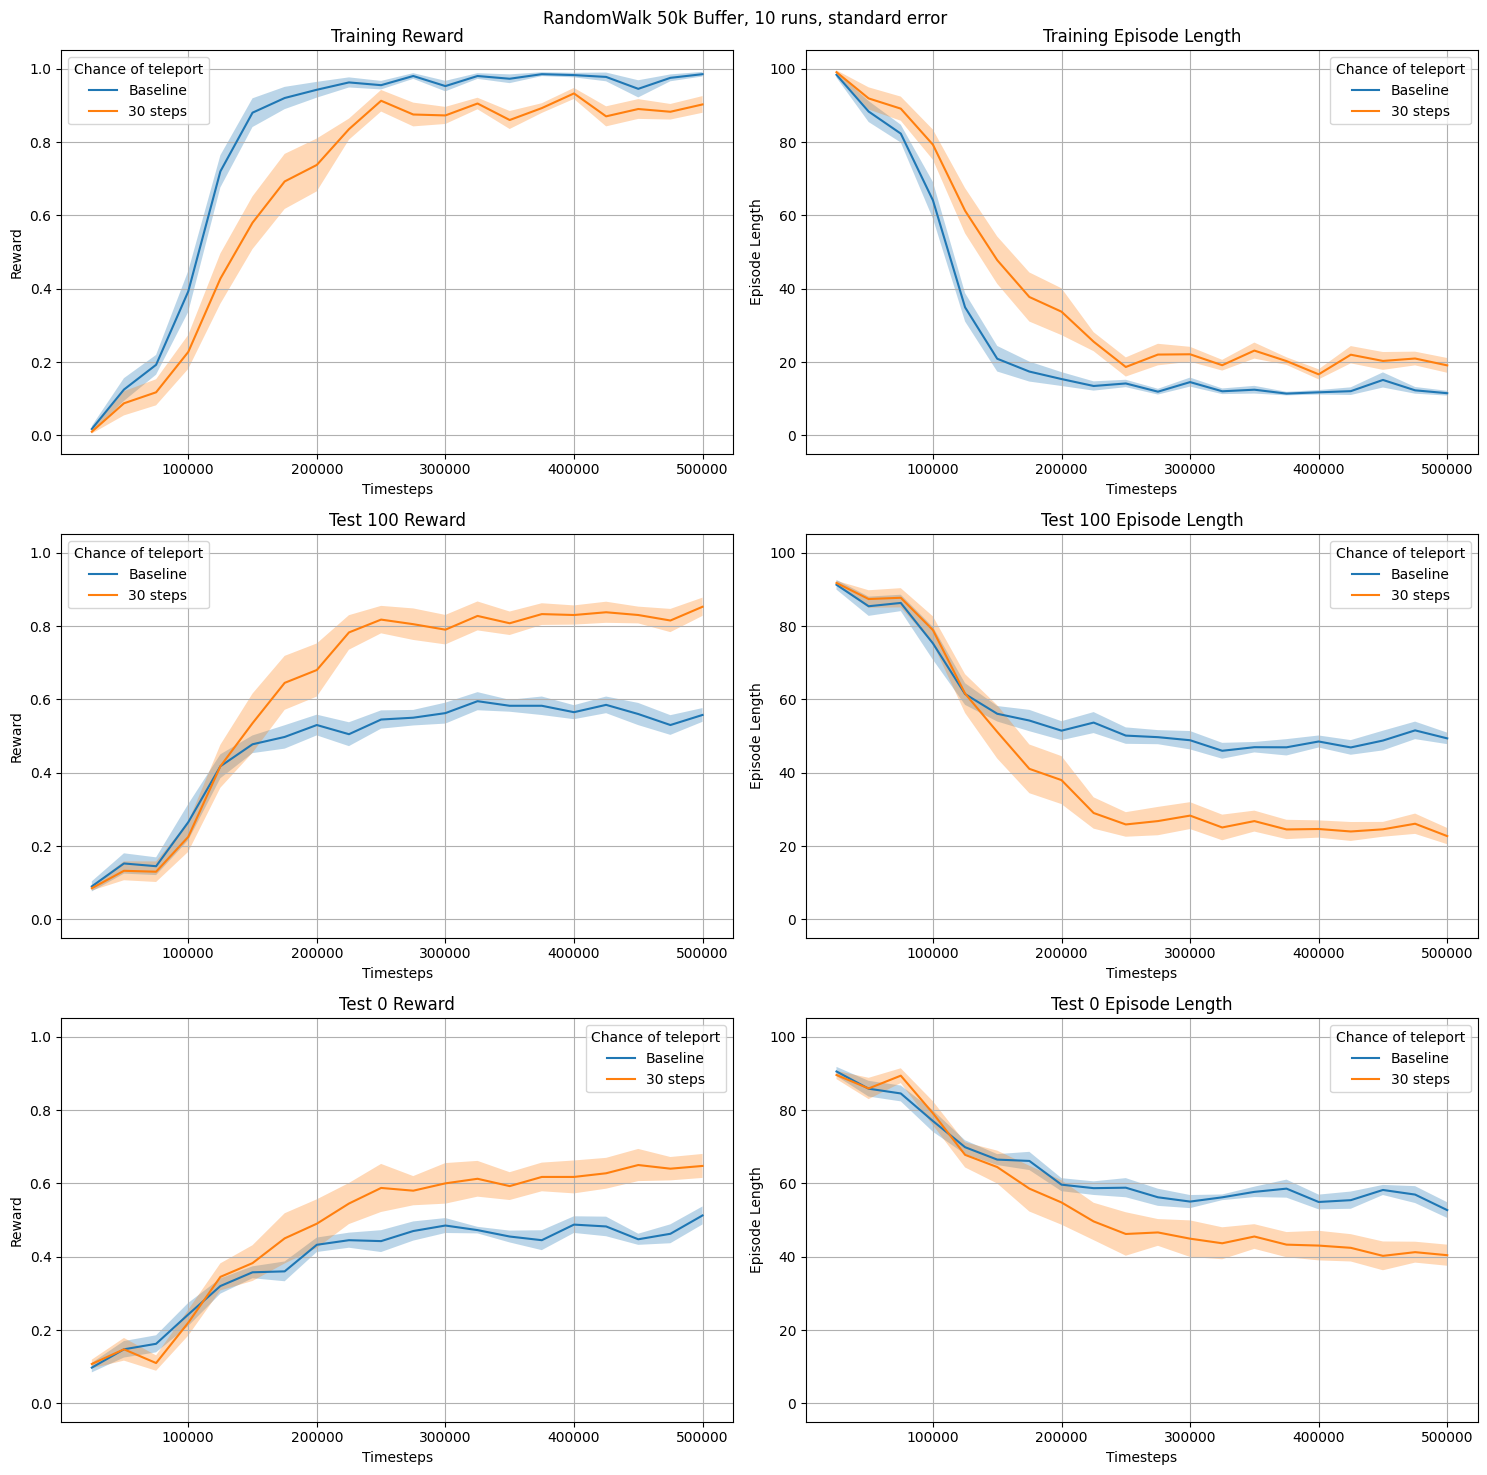 RandomWalk 50k Buffer, 10 runs, standard error
Training Reward
Chance of teleport
Baseline
30 steps
Reward
1.0
0.8
0.6
0.4
0.2
0.0
100000 200000 300000 400000 500000
Timesteps
Training Episode Length
Chance of teleport
Baseline
30 steps
Episode Length
100
80
60
40
20
0
100000 200000 300000 400000 500000
Timesteps
Test 100 Reward
Chance of teleport
Baseline
30 steps
Reward
1.0
0.8
0.6
0.4
0.2
0.0
100000 200000 300000 400000 500000
Timesteps
Test 100 Episode Length
Chance of teleport
Baseline
30 steps
Episode Length
100
80
60
40
20
0
100000 200000 300000 400000 500000
Timesteps
Test 0 Reward
Chance of teleport
Baseline
30 steps
Reward
1.0
0.8
0.6
0.4
0.2
0.0
100000 200000 300000 400000 500000
Timesteps
Test 0 Episode Length
Chance of teleport
Baseline
30 steps
Episode Length
100
80
60
40
20
0
100000 200000 300000 400000 500000
Timesteps